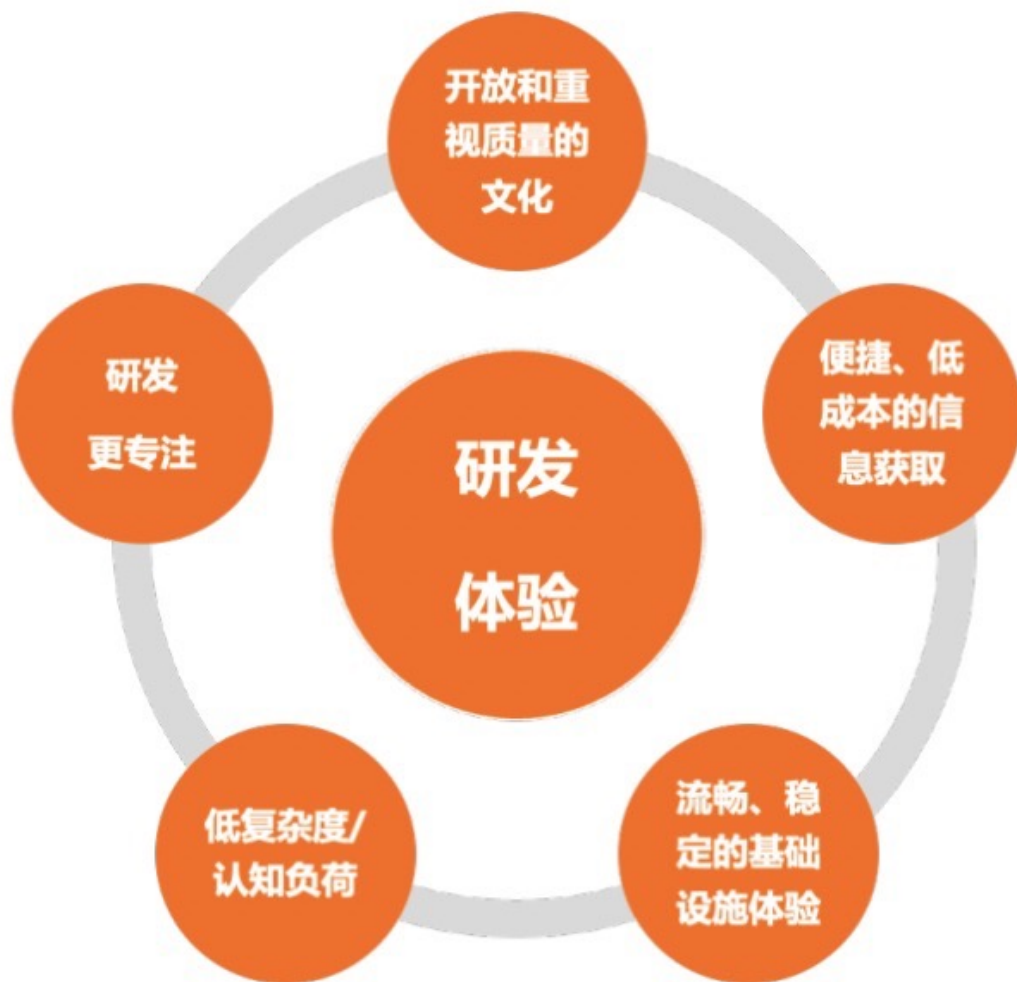 开放和重
视质量的
文化
便捷、低
成本的信
息获取
流畅、稳
定的基础
设施体验
低复杂度/
认知负荷
研发
更专注
研发
体验